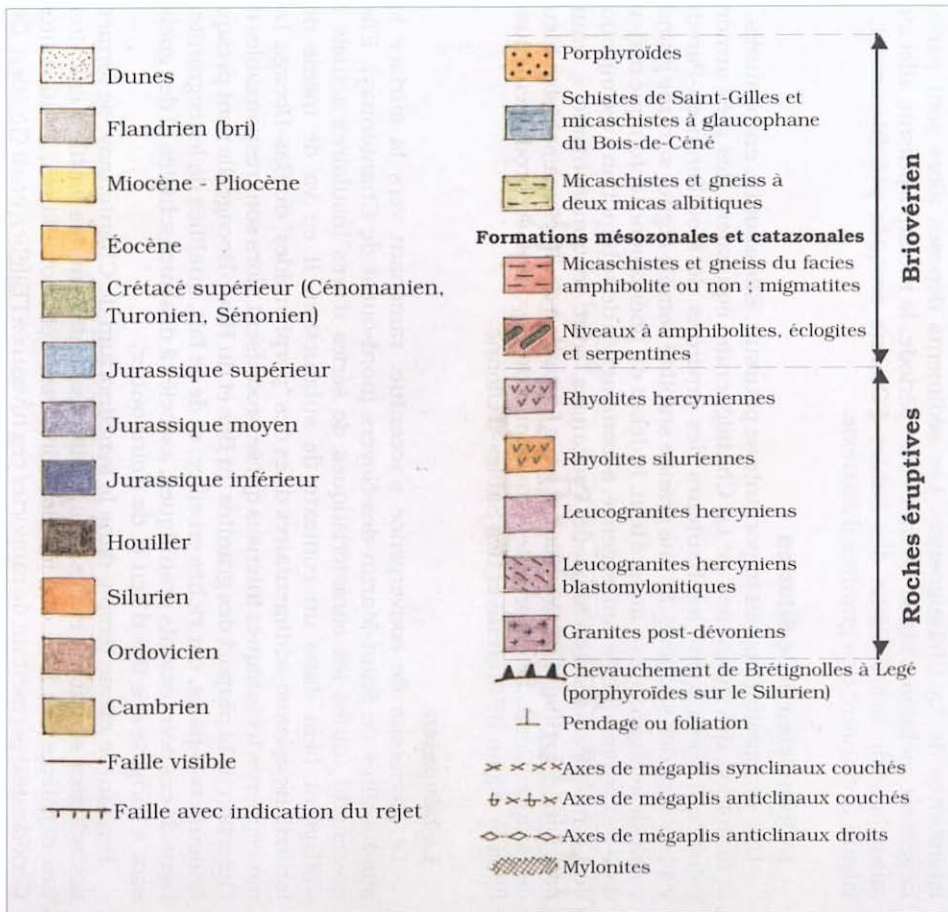 Dunes
Flandrien (bri)
Miocène - Pliocène
Éocène
Crétacé supérieur (Cénomanien,
Turonien, Sénonien)
Jurassique supérieur
Jurassique moyen
Jurassique inférieur
Houiller
Silurien
Ordovicien
Cambrien
Faille visible
Faille avec indication du rejet
Porphyroïdes
Schistes de Saint-Gilles et
micaschistes à glaucophane
du Bois-de-Céné
Micaschistes et gneiss à
deux micas albitiques
Formations mésozonales et catazonales
Micaschistes et gneiss du facies
amphibolite ou non ; migmatites
Niveaux à amphibolites, éclogites
et serpentines
Briovérien
Rhyolites hercyniennes
Rhyolites siluriennes
Leucogranites hercyniens
Leucogranites hercyniens
blastomylonitiques
Granites post-dévoniens
Roches éruptives
Chevauchement de Brétignolles à Legé
(porphyroïdes sur le Silurien)
Pendage ou foliation
Axes de mégaplis synclinaux couchés
Axes de mégaplis anticlinaux couchés
Axes de mégaplis anticlinaux droits
Mylonites